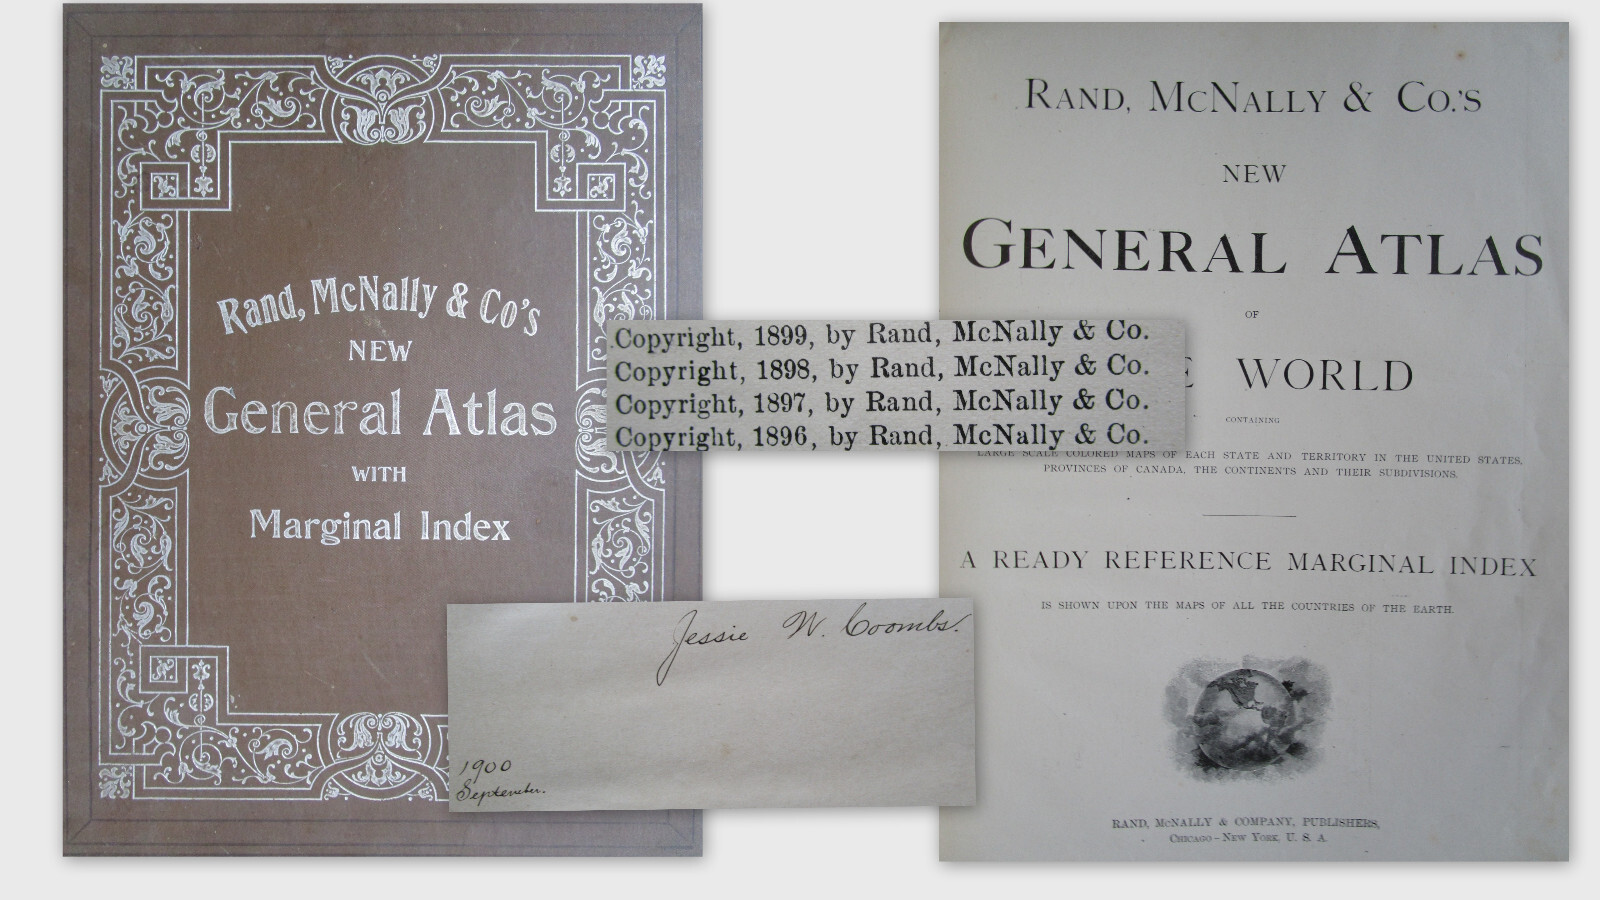 Rand, McNally & Co's
NEW
General Atlas
WITH
Marginal Index
Copyright, 1899, by Rand, McNally & Co.
Copyright, 1898, by Rand, McNally & Co.
Copyright, 1897, by Rand, McNally & Co.
Copyright, 1896, by Rand, McNally & Co.
Jessie W. Coombs.
1900
September.
RAND, MCNALLY & CO.'S
NEW
GENERAL ATLAS
OF
WORLD
CONTAINING
LARGE SCALE COLORED MAPS OF EACH STATE AND TERRITORY IN THE UNITED STATES,
PROVINCES OF CANADA, THE CONTINENTS AND THEIR SUBDIVISIONS.
A READY REFERENCE MARGINAL INDEX
IS SHOWN UPON THE MAPS OF ALL THE COUNTRIES OF THE EARTH.
RAND, MCNALLY & COMPANY, PUBLISHERS,
CHICAGO - NEW YORK, U. S. A.